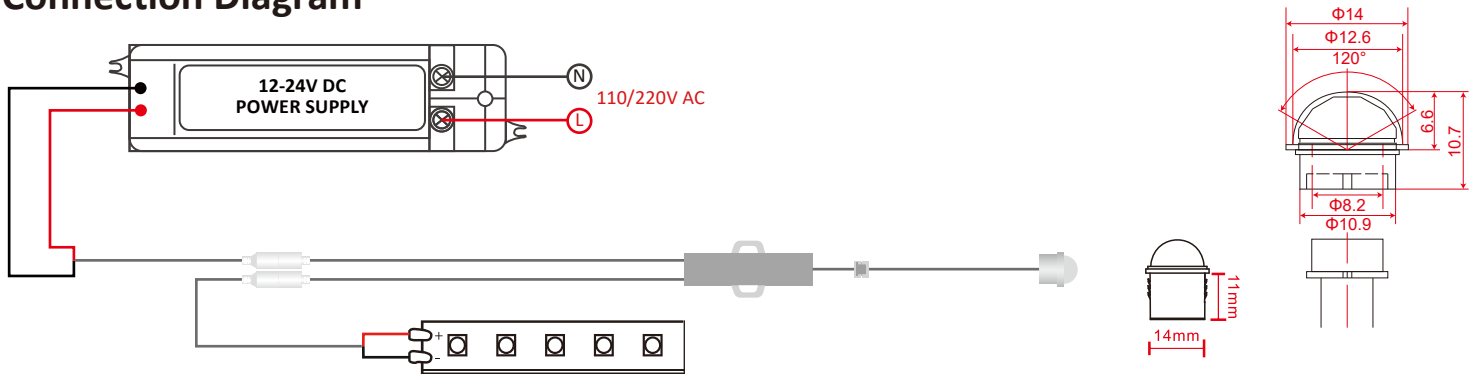 Connection Diagram
12-24V DC
POWER SUPPLY
N
110/220V AC
L
+
-
Φ14
Φ12.6
120°
6.6
10.7
Φ8.2
Φ10.9
11mm
14mm